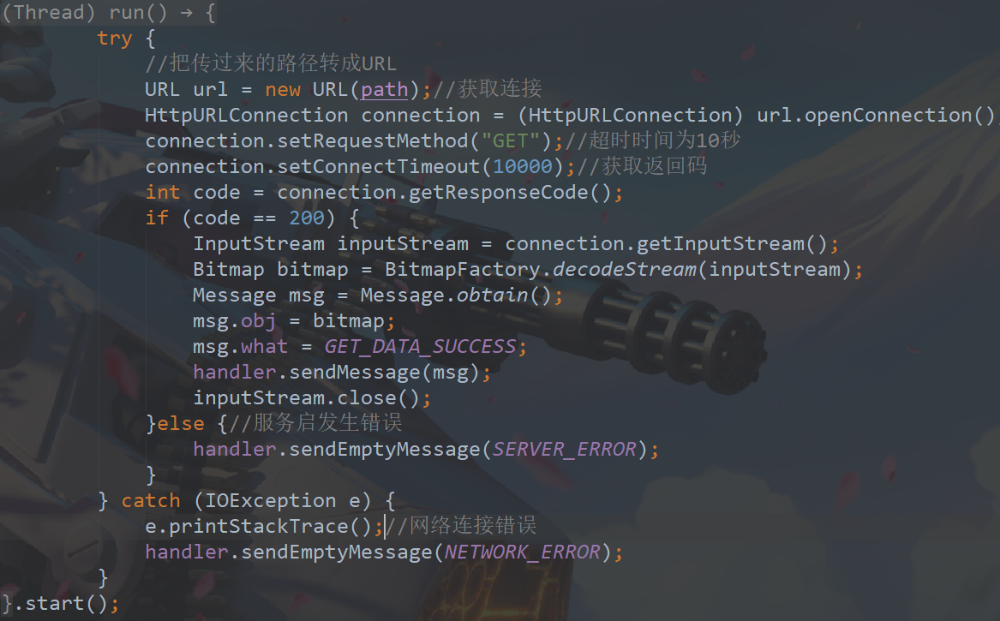 (Thread) run() → {
try {
//把传过来的路径转成URL
URL url = new URL(path);//获取连接
HttpURLConnection connection = (HttpURLConnection) url.openConnection();
connection.setRequestMethod("GET");//超时时间为10秒
connection.setConnectTimeout(10000);//获取返回码
int code = connection.getResponseCode();
if (code == 200) {
InputStream inputStream = connection.getInputStream();
Bitmap bitmap = BitmapFactory.decodeStream(inputStream);
Message msg = Message.obtain();
msg.obj = bitmap;
msg.what = GET_DATA_SUCCESS;
handler.sendMessage(msg);
inputStream.close();
}else {//服务启发生错误
handler.sendEmptyMessage(SERVER_ERROR);
}
} catch (IOException e) {
e.printStackTrace();//网络连接错误
handler.sendEmptyMessage(NETWORK_ERROR);
}
}.start();